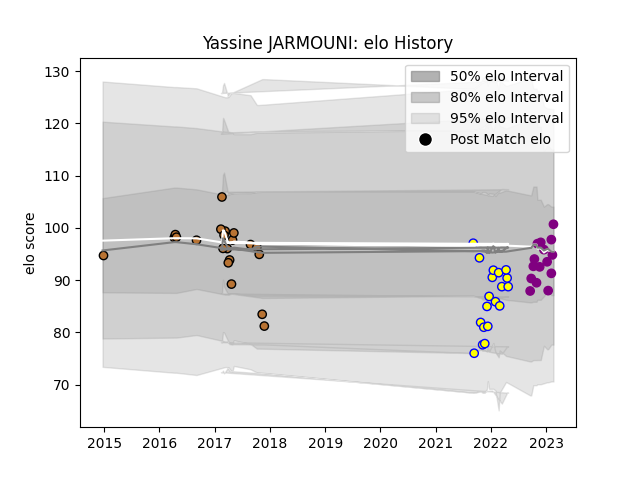 Yassine JARMOUNI: elo History
130
120
110
100
90
80
70
elo score
50% elo Interval
80% elo Interval
95% elo Interval
Post Match elo
2015
2016
2017
2018
2019
2020
2021
2022
2023